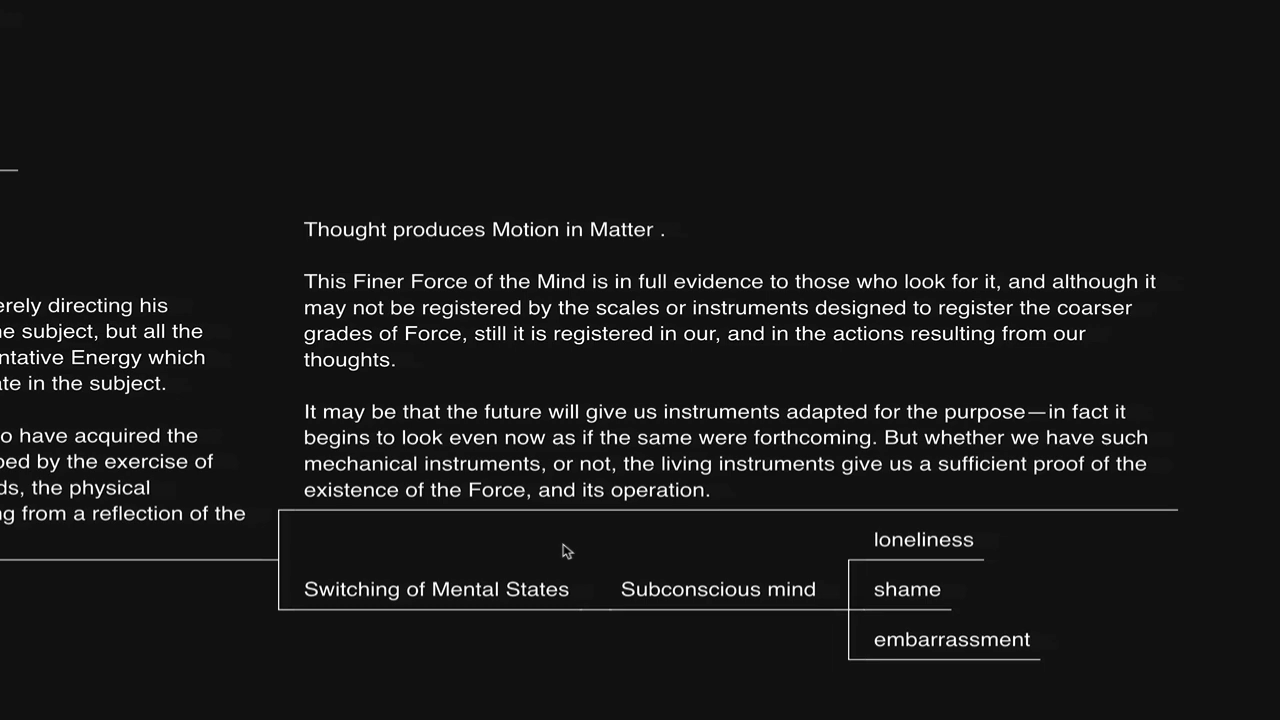 erely directing his
e subject, but all the
ntative Energy which
ate in the subject.
o have acquired the
ped by the exercise of
ds, the physical
g from a reflection of the
Thought produces Motion in Matter .
This Finer Force of the Mind is in full evidence to those who look for it, and although it
may not be registered by the scales or instruments designed to register the coarser
grades of Force, still it is registered in our, and in the actions resulting from our
thoughts.
It may be that the future will give us instruments adapted for the purpose—in fact it
begins to look even now as if the same were forthcoming. But whether we have such
mechanical instruments, or not, the living instruments give us a sufficient proof of the
existence of the Force, and its operation.
Switching of Mental States
Subconscious mind
loneliness
shame
embarrassment